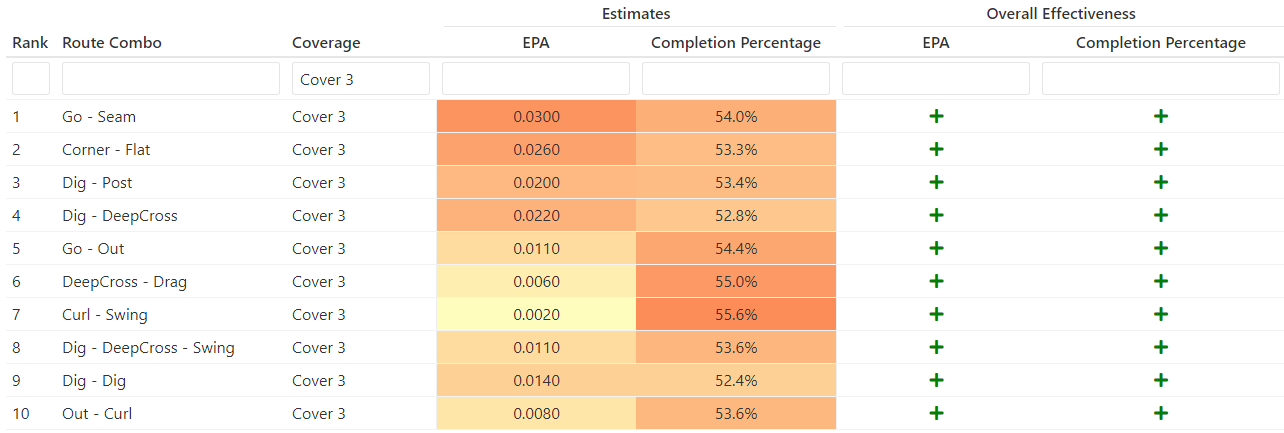 Estimates Overall Effectiveness
Rank Route Combo Coverage EPA Completion Percentage EPA Completion Percentage
Cover 3
1 Go - Seam Cover 3 0.0300 54.0% + +
2 Corner - Flat Cover 3 0.0260 53.3% + +
3 Dig - Post Cover 3 0.0200 53.4% + +
4 Dig - DeepCross Cover 3 0.0220 52.8% + +
5 Go - Out Cover 3 0.0110 54.4% + +
6 DeepCross - Drag Cover 3 0.0060 55.0% + +
7 Curl - Swing Cover 3 0.0020 55.6% + +
8 Dig - DeepCross - Swing Cover 3 0.0110 53.6% + +
9 Dig - Dig Cover 3 0.0140 52.4% + +
10 Out - Curl Cover 3 0.0080 53.6% + +